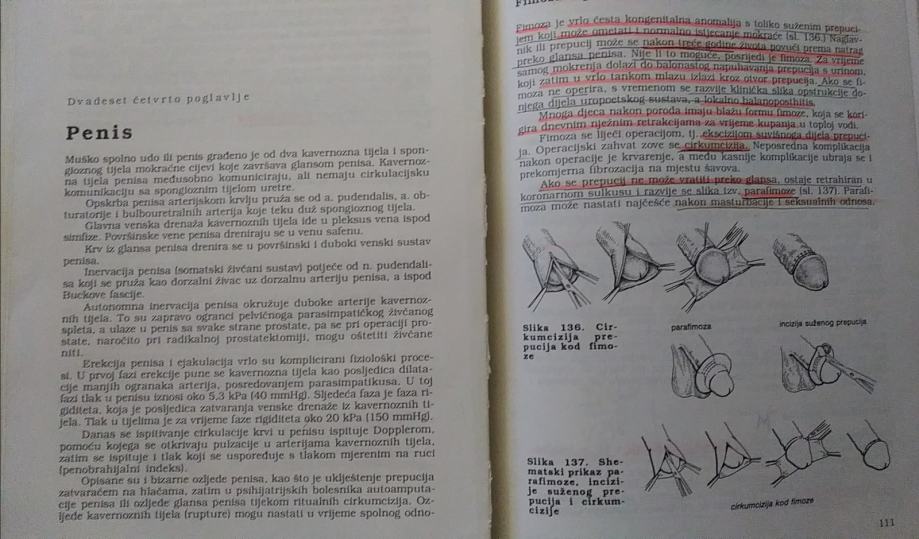 Dvadeset četvrto poglavlje
Penis
Muško spolno udo ili penis građeno je od dva kavernozna tijela i spon-
gioznog tijela mokraćne cijevi koje završava glansom penisa. Kavernoz-
na tijela penisa međusobno komuniciraju, ali nemaju cirkulacijsku
komunikaciju sa spongioznim tijelom uretre.
Opskrba penisa arterijskom krvlju pruža se od a. pudendalis, a. ob-
turatorije i bulbouretralnih arterija koje teku duž spongioznog tijela.
Glavna venska drenaža kavernoznih tijela ide u pleksus vena ispod
simfize. Površinske vene penisa dreniraju se u venu safenu.
Krv iz glansa penisa drenira se u površinski i duboki venski sustav
penisa.
Inervacija penisa (somatski živčani sustav) potječe od n. pudendali-
sa koji se pruža kao dorzalni živac uz dorzalnu arteriju penisa, a ispod
Buckove fascije.
Autonomna inervacija penisa okružuje duboke arterije kavernoz-
nih tijela. To su zapravo ogranci pelvičnoga parasimpatičkog živčanog
spleta, a ulaze u penis sa svake strane prostate, pa se pri operaciji pro-
state, naročito pri radikalnoj prostatektomiji, mogu oštetiti živčane
niti.
Erekcija penisa i ejakulacija vrlo su komplicirani fiziološki proce-
si. U prvoj fazi erekcije pune se kavernozna tijela kao posljedica dilata-
cije manjih ogranaka arterija, posredovanjem parasimpatikusa. U toj
fazi tlak u penisu iznosi oko 5,3 kPa (40 mmHg). Sljedeća faza je faza ri-
giditeta, koja je posljedica zatvaranja venske drenaže iz kavernoznih ti-
jela. Tlak u tijelima je za vrijeme faze rigiditeta oko 20 kPa (150 mmHg).
Danas se ispitivanje cirkulacije krvi u penisu ispituje Dopplerom,
pomoću kojega se otkrivaju pulzacije u arterijama kavernoznih tijela,
zatim se ispituje i tlak koji se uspoređuje s tlakom mjerenim na ruci
(penobrahijalni indeks).
Opisane su i bizarne ozljede penisa, kao što je uklještenje prepucija
zatvaračem na hlačama, zatim u psihijatrijskih bolesnika autoamputa-
cije penisa ili ozljede glansa penisa tijekom ritualnih cirkumcizija. Oz-
ljede kavernoznih tijela (rupture) mogu nastati u vrijeme spolnog odno-
Fimoza je vrlo česta kongenitalna anomalija s toliko suženim prepuci-
jem koji može ometati i normalno istjecanje mokraće (sl. 136.) Naglav-
nik ili prepucij može se nakon treće godine života povući prema natrag
preko glansa penisa. Nije li to moguće, posrijedi je fimoza. Za vrijeme
samog mokrenja dolazi do balonastog napuhavanja prepucija s urinom,
koji zatim u vrlo tankom mlazu izlazi kroz otvor prepucija. Ako se fi-
moza ne operira, s vremenom se razvije klinička slika opstrukcije do-
njega dijela uropoetskog sustava, a lokalno balanoposthitis.
Mnoga djeca nakon poroda imaju blažu formu fimoze, koja se kori-
gira dnevnim nježnim retrakcijama za vrijeme kupanja u toploj vodi.
Fimoza se liječi operacijom, tj. ekscizijom suvišnoga dijela prepuci-
ja. Operacijski zahvat zove se cirkumcizija. Neposredna komplikacija
nakon operacije je krvarenje, a među kasnije komplikacije ubraja se i
prekomjerna fibrozacija na mjestu šavova.
Ako se prepucij ne može vratiti preko glansa, ostaje retrahiran u
koronarnom sulkusu i razvije se slika izv. parafimoze (sl. 137). Parafi-
moza može nastati najčešće nakon masturbacije i seksualnih odnosa.
Slika 136. Cir-
kumcizija pre-
pucija kod fimo-
ze
parafimoza
incizija suženog prepucija
Slika 137. She-
matski prikaz pa-
rafimoze, incizi-
je suženog pre-
pucija i cirkum-
cizije
cirkumcizija kod fimoze
111